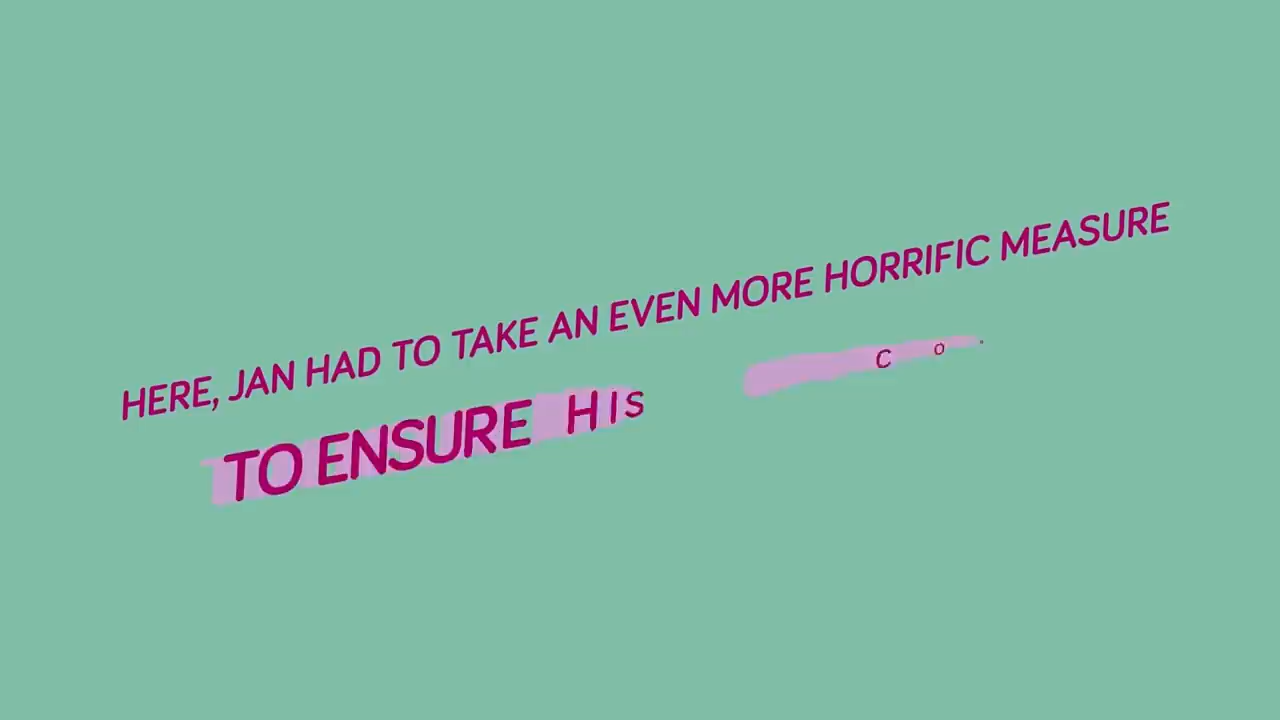 HERE, JAN HAD TO TAKE AN EVEN MORE HORRIFIC MEASURE
TO ENSURE HIS